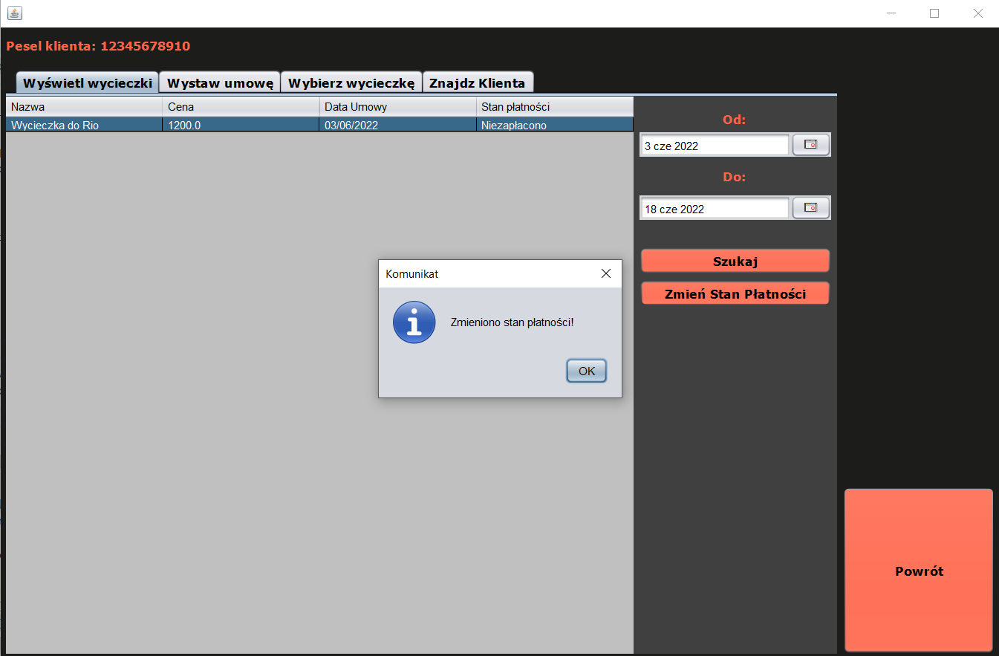 Pesel klienta: 12345678910
Wyświetl wycieczki Wystaw umowę Wybierz wycieczkę Znajdz Klienta
Nazwa Cena Data Umowy Stan płatności
Wycieczka do Rio 1200.0 03/06/2022 Niezapłacono
Od:
3 cze 2022
Do:
18 cze 2022
Szukaj
Zmień Stan Płatności
Komunikat
Zmieniono stan płatności!
OK
Powrót